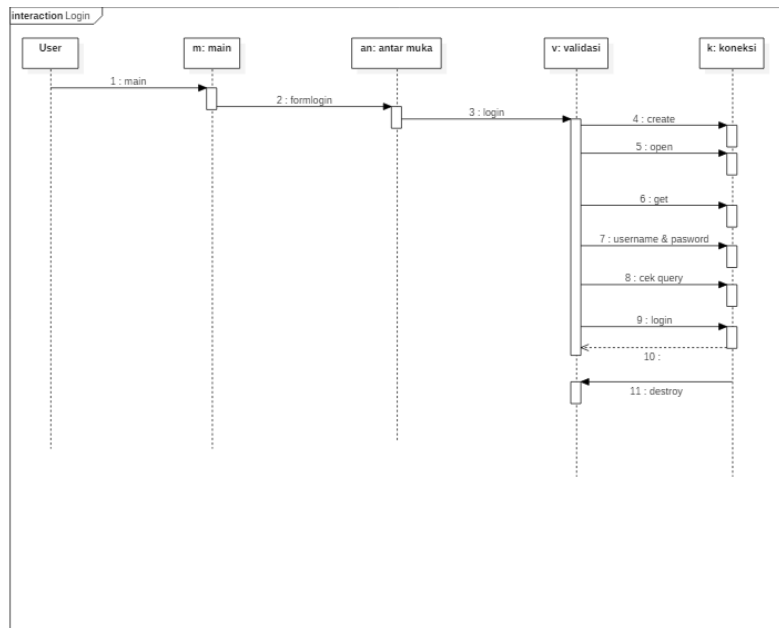 interaction Login
User
m: main
an: antar muka
v: validasi
k: koneksi
1 : main
2 : formlogin
3 : login
4 : create
5 : open
6 : get
7 : username & pasword
8 : cek query
9 : login
10 :
11 : destroy